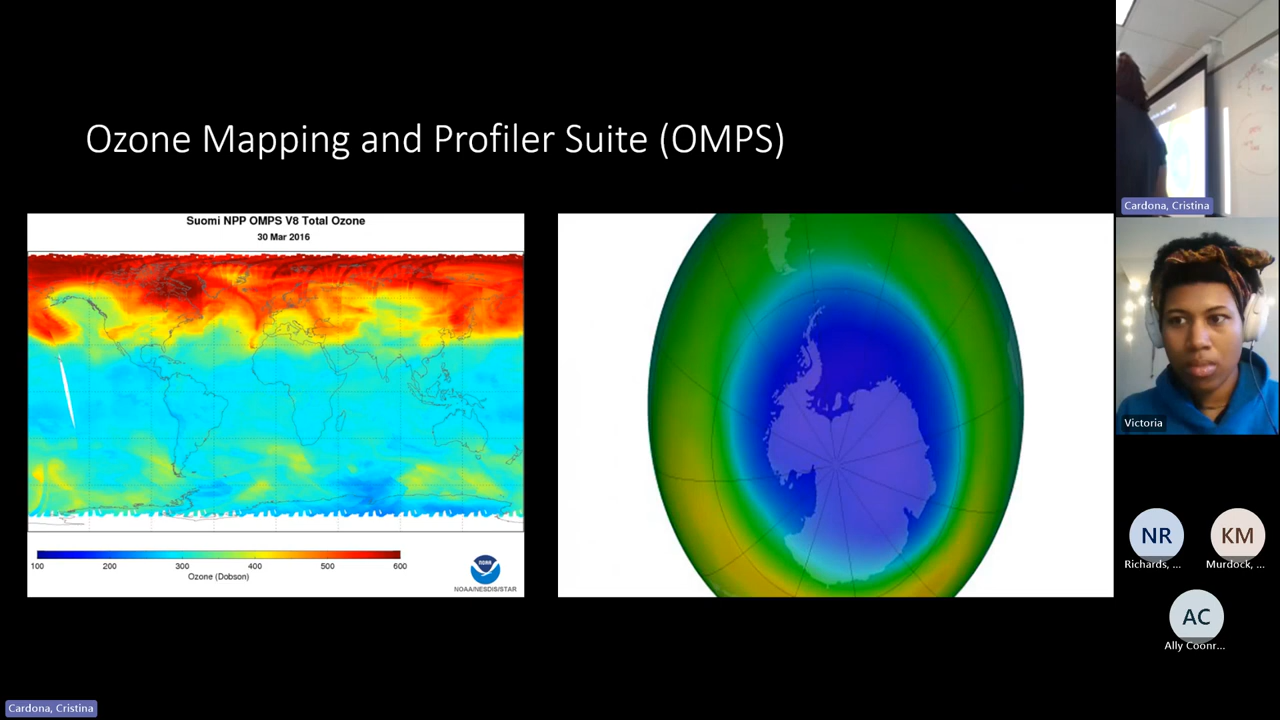 Ozone Mapping and Profiler Suite (OMPS)
Suomi NPP OMPS V8 Total Ozone
30 Mar 2016
100 200 300 400 500 600
Ozone (Dobson)
NOAA
NOAA/NESDIS/STAR
Cardona, Cristina
Victoria
NR
Richards, ...
KM
Murdock, ...
AC
Ally Coonr...
Cardona, Cristina